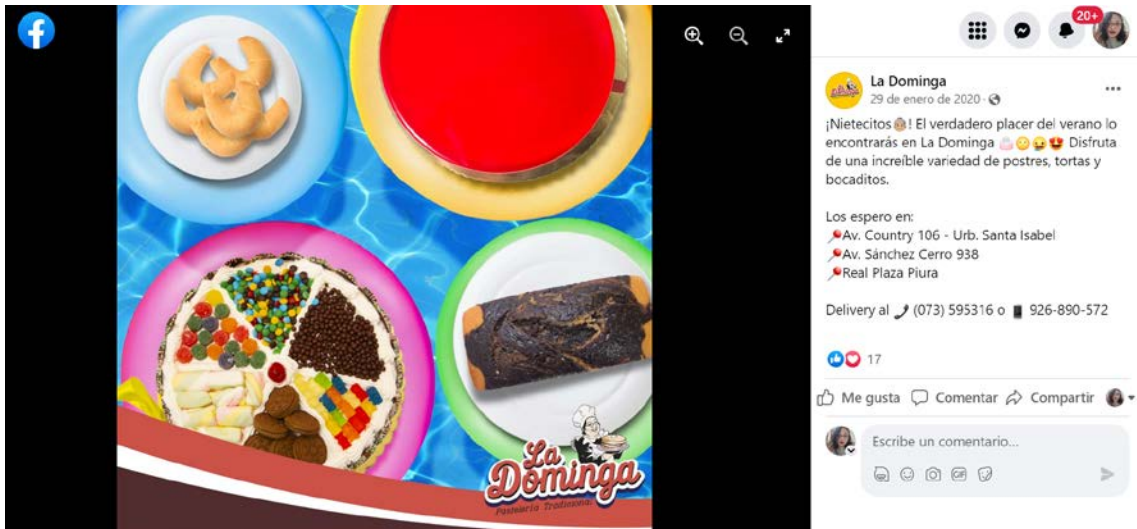 20+
La Dominga
29 de enero de 2020 ·
¡Nietecitos👵🏼! El verdadero placer del verano lo
encontrarás en La Dominga 🍰😋😜😍 Disfruta
de una increíble variedad de postres, tortas y
bocaditos.
Los espero en:
📍Av. Country 106 - Urb. Santa Isabel
📍Av. Sánchez Cerro 938
📍Real Plaza Piura
Delivery al 📞 (073) 595316 o 📱 926-890-572
17
Me gusta Comentar Compartir
Escribe un comentario...
GIF
La
Dominga
Pastelería Tradicional